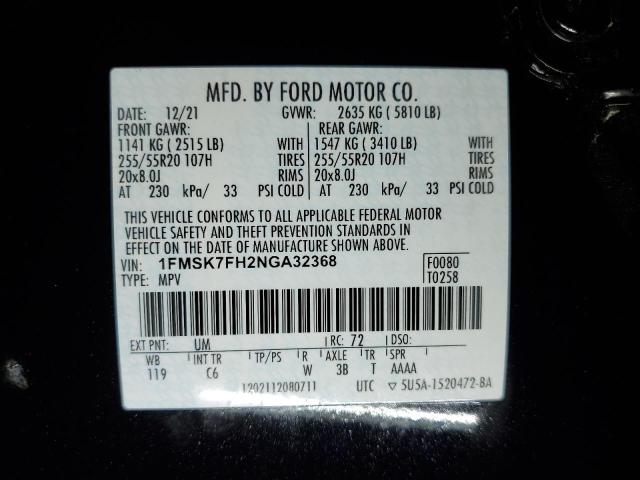 MFD. BY FORD MOTOR CO.
DATE: 12/21 GVWR: 2635 KG (5810 LB)
FRONT GAWR: REAR GAWR:
1141 KG (2515 LB) WITH 1547 KG (3410 LB) WITH
255/55R20 107H TIRES 255/55R20 107H TIRES
20x8.0J RIMS 20x8.0J RIMS
AT 230 kPa/ 33 PSI COLD AT 230 kPa/ 33 PSI COLD
THIS VEHICLE CONFORMS TO ALL APPLICABLE FEDERAL MOTOR
VEHICLE SAFETY AND THEFT PREVENTION STANDARDS IN
EFFECT ON THE DATE OF MANUFACTURE SHOWN ABOVE.
VIN: 1FMSK7FH2NGA32368 F0080
TYPE: MPV T0258
EXT PNT: UM RC: 72 DSO:
WB INT TR TP/PS R AXLE TR SPR
119 C6 W 3B T AAAA
1202112080711 UTC ▽ 5U5A-1520472-BA